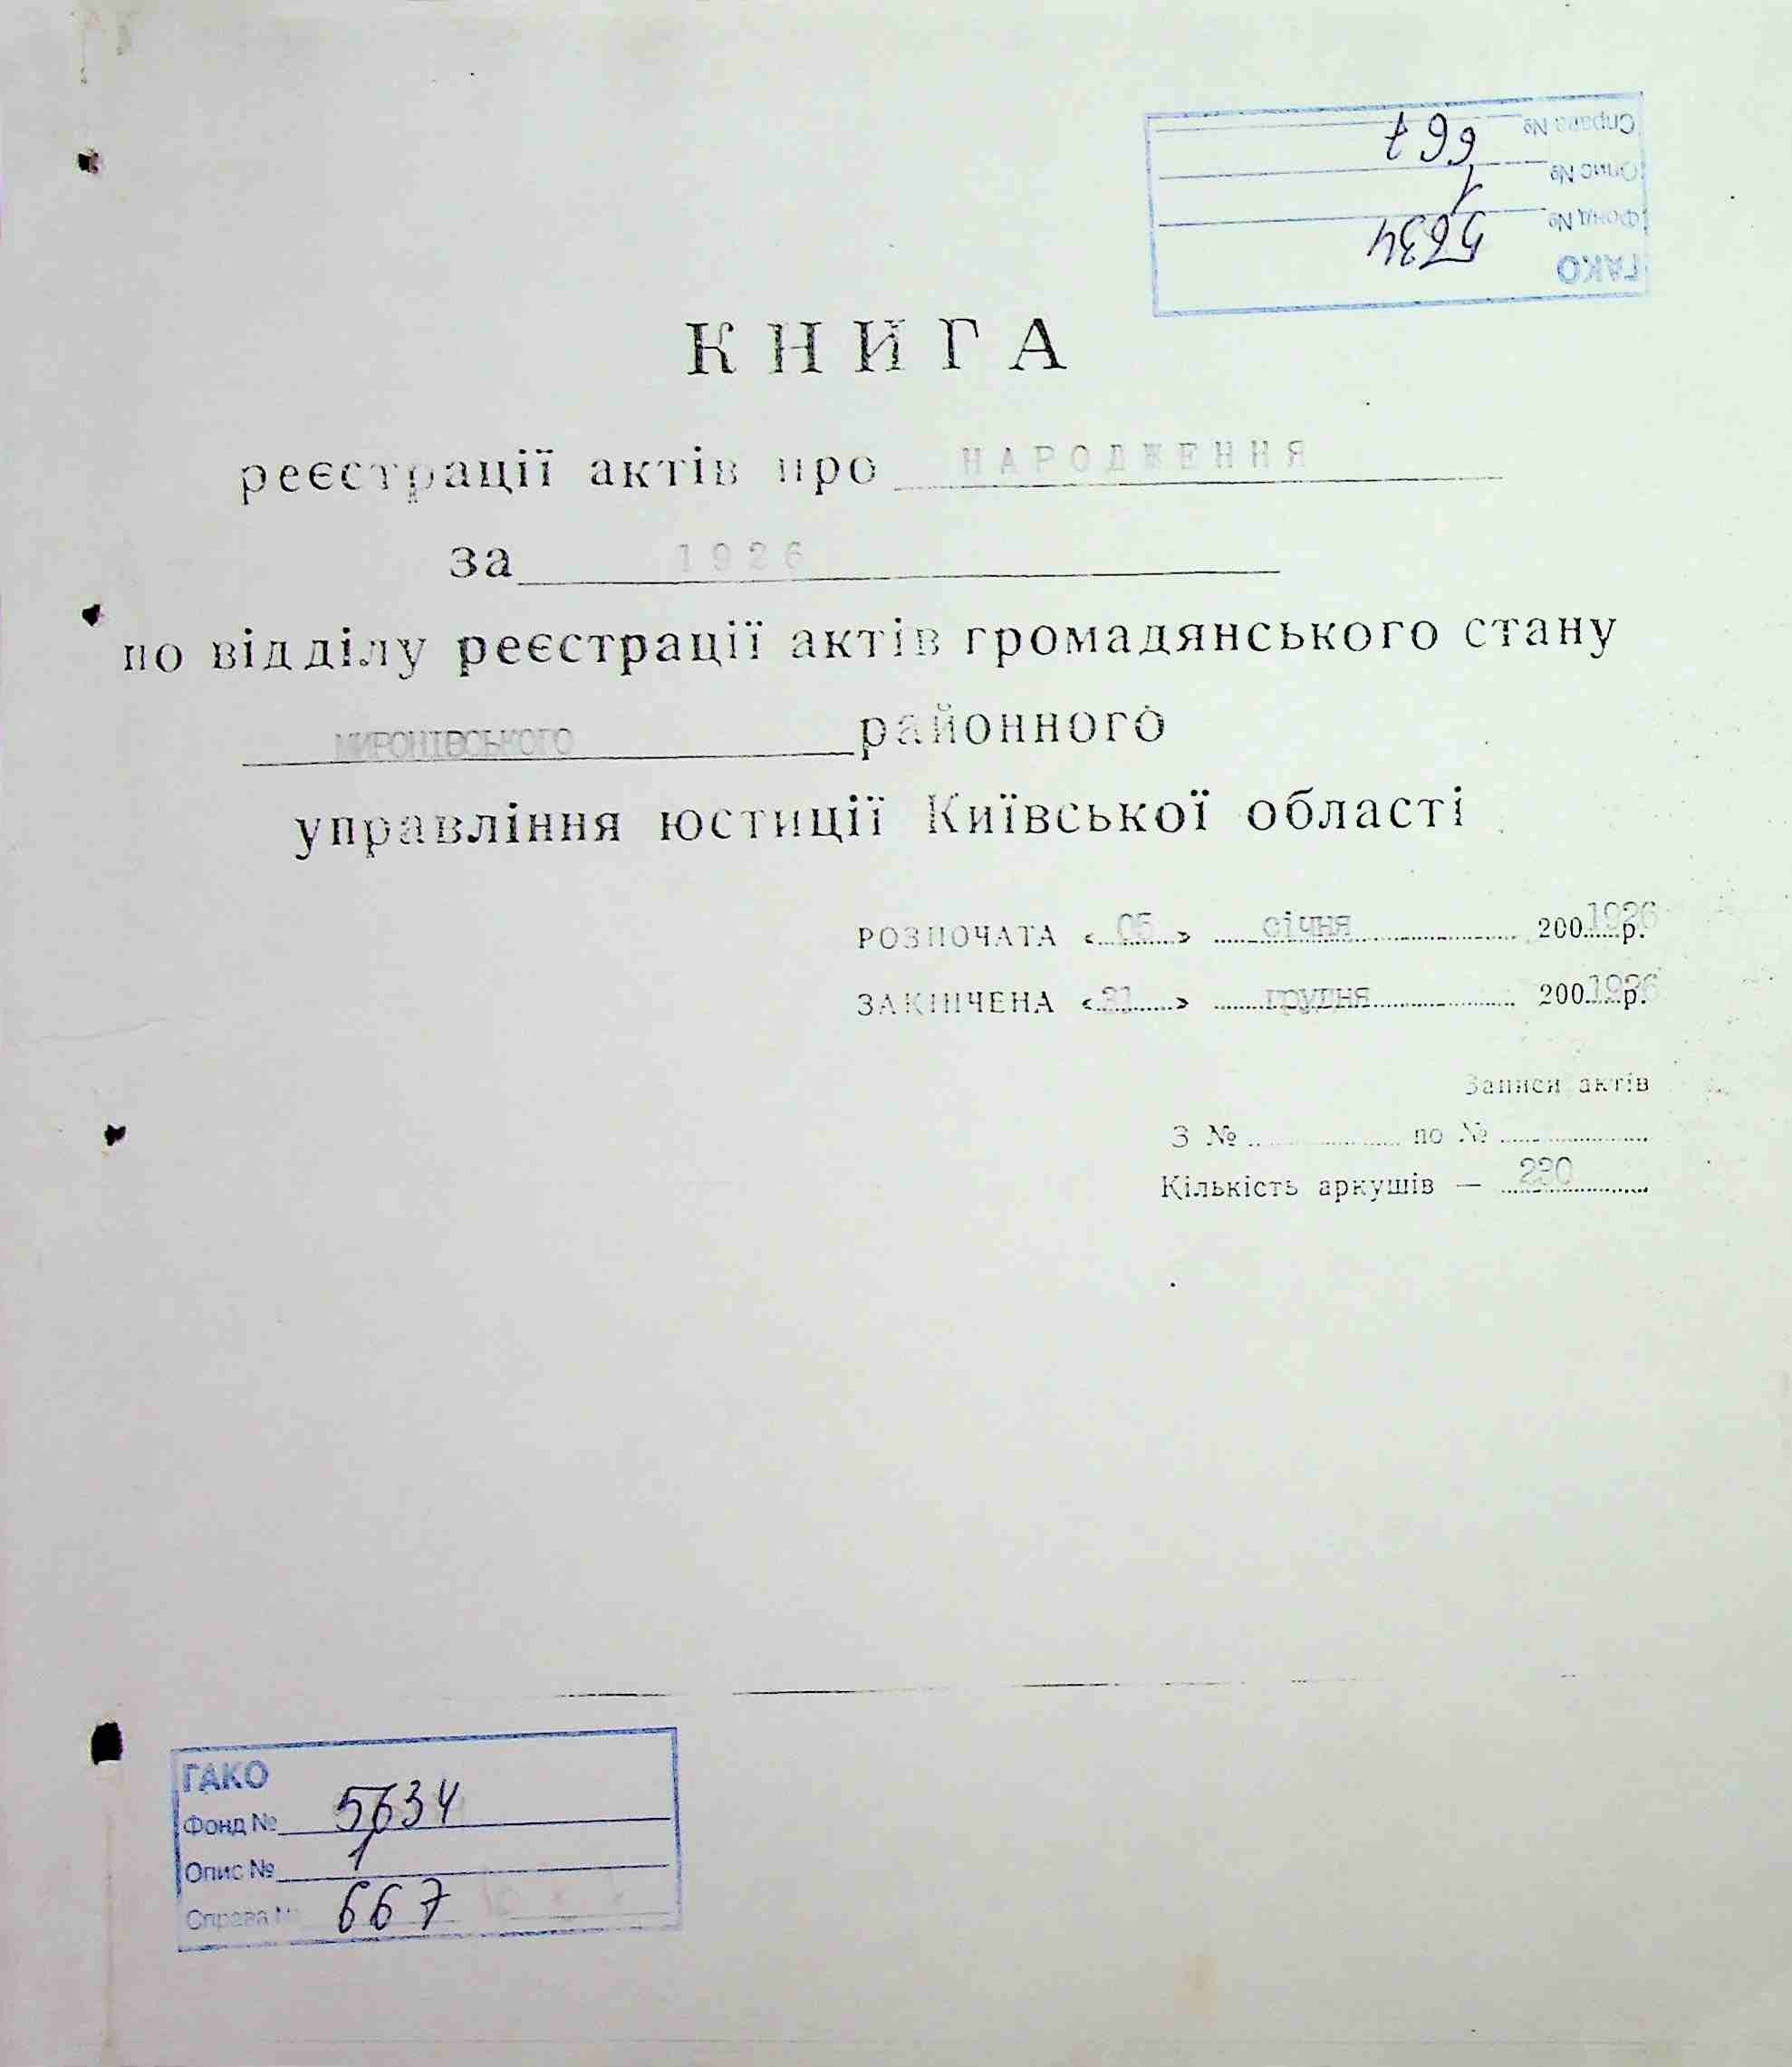 Справа № 667
Опис № 1
Фонд № 5634
ГАКО
КНИГА
реєстрації актів про НАРОДЖЕННЯ
за 1926
по відділу реєстрації актів громадянського стану
МИРОНІВСЬКОГО районного
управління юстиції Київської області
РОЗПОЧАТА «05» січня 200 1926 р.
ЗАКІНЧЕНА «31» грудня 200 1926 р.
Записи актів
З № по №
Кількість аркушів — 230
ГАКО
Фонд № 5634
Опис № 1
Справа № 667